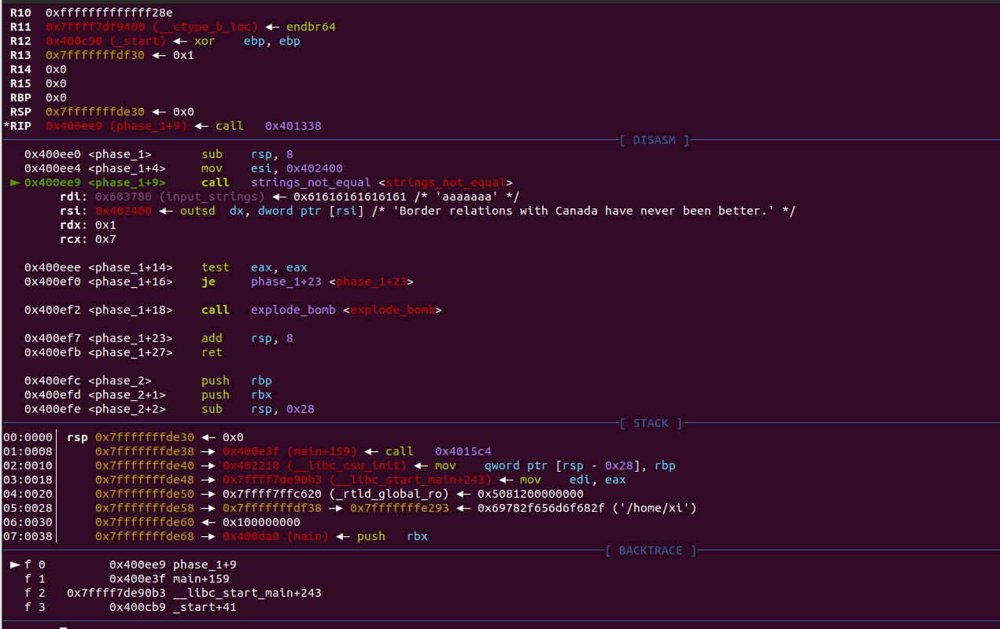 R10  0xfffffffffffff28e
R11  0x7ffff7df9400 (__ctype_b_loc) ◂— endbr64
R12  0x400c90 (_start) ◂— xor    ebp, ebp
R13  0x7fffffffdf30 ◂— 0x1
R14  0x0
R15  0x0
RBP  0x0
RSP  0x7fffffffde30 ◂— 0x0
*RIP  0x400ee9 (phase_1+9) ◂— call   0x401338
[ DISASM ]
0x400ee0 <phase_1>       sub    rsp, 8
0x400ee4 <phase_1+4>     mov    esi, 0x402400
► 0x400ee9 <phase_1+9>     call   strings_not_equal <strings_not_equal>
rdi: 0x603780 (input_strings) ◂— 0x61616161616161 /* 'aaaaaaa' */
rsi: 0x402400 ◂— outsd  dx, dword ptr [rsi] /* 'Border relations with Canada have never been better.' */
rdx: 0x1
rcx: 0x7
0x400eee <phase_1+14>    test   eax, eax
0x400ef0 <phase_1+16>    je     phase_1+23 <phase_1+23>
0x400ef2 <phase_1+18>    call   explode_bomb <explode_bomb>
0x400ef7 <phase_1+23>    add    rsp, 8
0x400efb <phase_1+27>    ret
0x400efc <phase_2>       push   rbp
0x400efd <phase_2+1>     push   rbx
0x400efe <phase_2+2>     sub    rsp, 0x28
[ STACK ]
00:0000│ rsp 0x7fffffffde30 ◂— 0x0
01:0008│     0x7fffffffde38 —▸ 0x400e3f (main+159) ◂— call   0x4015c4
02:0010│     0x7fffffffde40 —▸ 0x402210 (__libc_csu_init) ◂— mov    qword ptr [rsp - 0x28], rbp
03:0018│     0x7fffffffde48 —▸ 0x7ffff7de90b3 (__libc_start_main+243) ◂— mov    edi, eax
04:0020│     0x7fffffffde50 —▸ 0x7ffff7ffc620 (_rtld_global_ro) ◂— 0x5081200000000
05:0028│     0x7fffffffde58 —▸ 0x7fffffffdf38 —▸ 0x7fffffffe293 ◂— 0x69782f656d6f682f ('/home/xi')
06:0030│     0x7fffffffde60 ◂— 0x100000000
07:0038│     0x7fffffffde68 —▸ 0x400da0 (main) ◂— push   rbx
[ BACKTRACE ]
► f 0         0x400ee9 phase_1+9
f 1         0x400e3f main+159
f 2   0x7ffff7de90b3 __libc_start_main+243
f 3         0x400cb9 _start+41